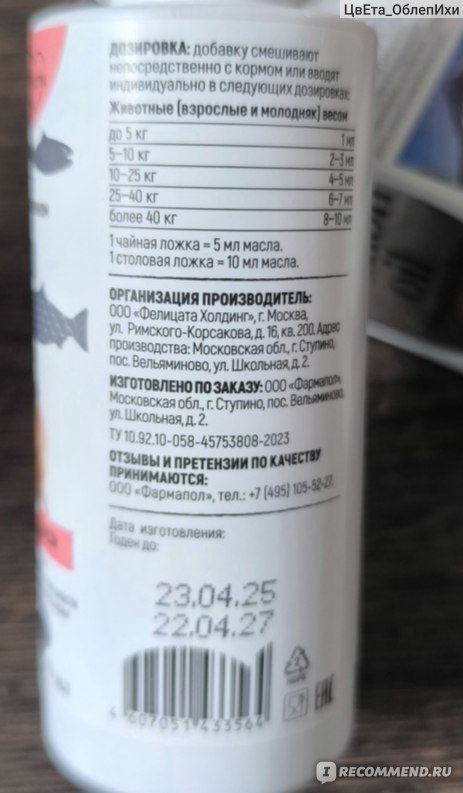 ЦвЕта_ОблепИхи
ДОЗИРОВКА: добавку смешивают
непосредственно с кормом или вводят
индивидуально в следующих дозировках:
Животные (взрослые и молодняк) весом
до 5 кг 1 мл
5–10 кг 2–3 мл
10–25 кг 4–5 мл
25–40 кг 6–7 мл
более 40 кг 8–10 мл
1 чайная ложка = 5 мл масла.
1 столовая ложка = 10 мл масла.
ОРГАНИЗАЦИЯ ПРОИЗВОДИТЕЛЬ:
ООО «Фелицата Холдинг», г. Москва,
ул. Римского-Корсакова, д. 16, кв. 200. Адрес
производства: Московская обл., г. Ступино,
пос. Вельяминово, ул. Школьная, д. 2.
ИЗГОТОВЛЕНО ПО ЗАКАЗУ: ООО «Фармапол»,
Московская обл., г. Ступино, пос. Вельяминово,
ул. Школьная, д. 2.
ТУ 10.92.10-058-45753808-2023
ОТЗЫВЫ И ПРЕТЕНЗИИ ПО КАЧЕСТВУ
ПРИНИМАЮТСЯ:
ООО «Фармапол», тел.: +7 (495) 105-52-27.
Дата изготовления:
Годен до:
23.04.25
22.04.27
4 607051 433564
EAC
IRECOMMEND.RU